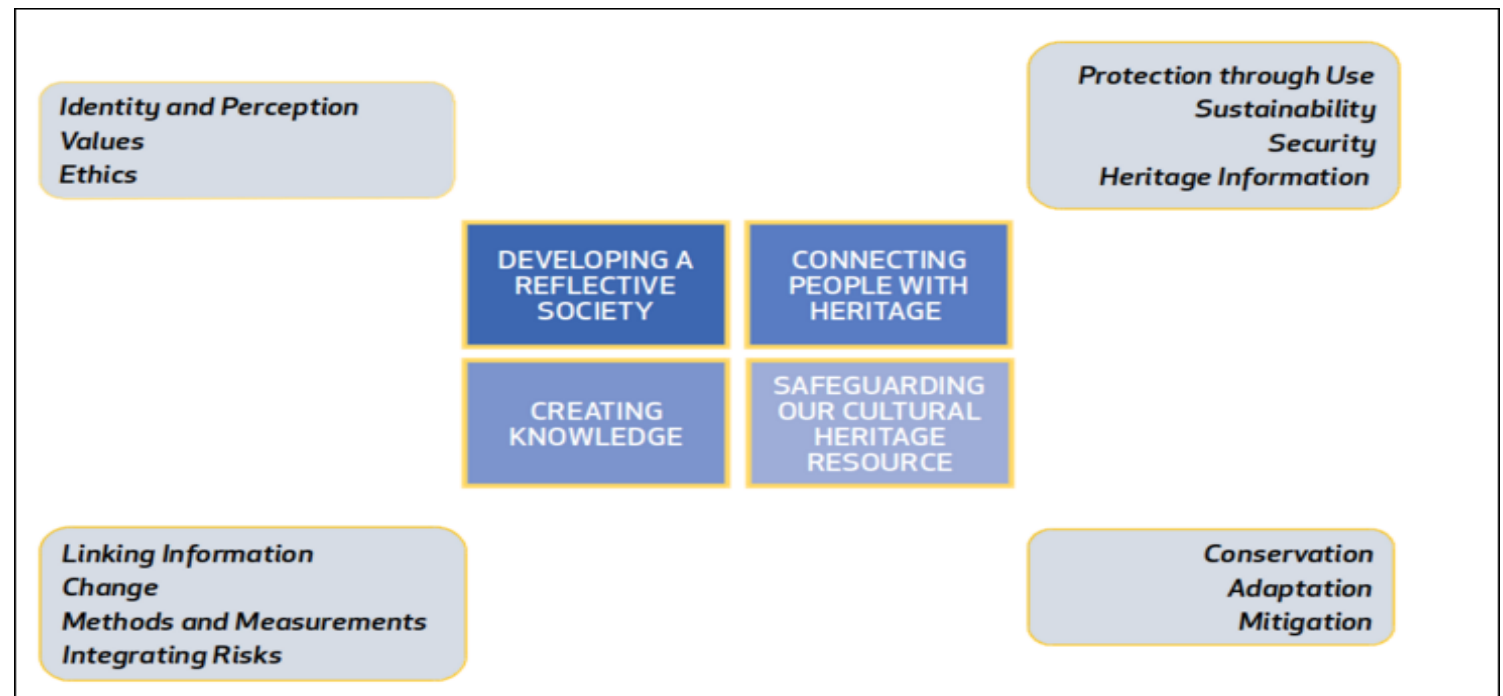 Identity and Perception
Values
Ethics
Protection through Use
Sustainability
Security
Heritage Information
DEVELOPING A
REFLECTIVE
SOCIETY
CONNECTING
PEOPLE WITH
HERITAGE
CREATING
KNOWLEDGE
SAFEGUARDING
OUR CULTURAL
HERITAGE
RESOURCE
Linking Information
Change
Methods and Measurements
Integrating Risks
Conservation
Adaptation
Mitigation